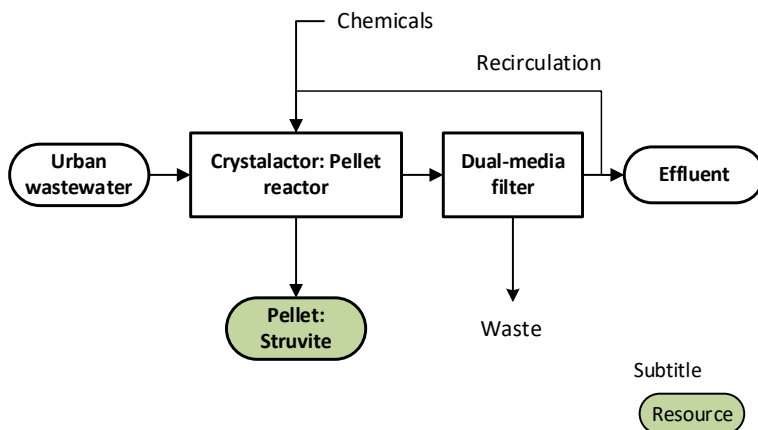 Chemicals
Recirculation
Urban
wastewater
Crystalactor: Pellet
reactor
Dual-media
filter
Effluent
Pellet:
Struvite
Waste
Subtitle
Resource